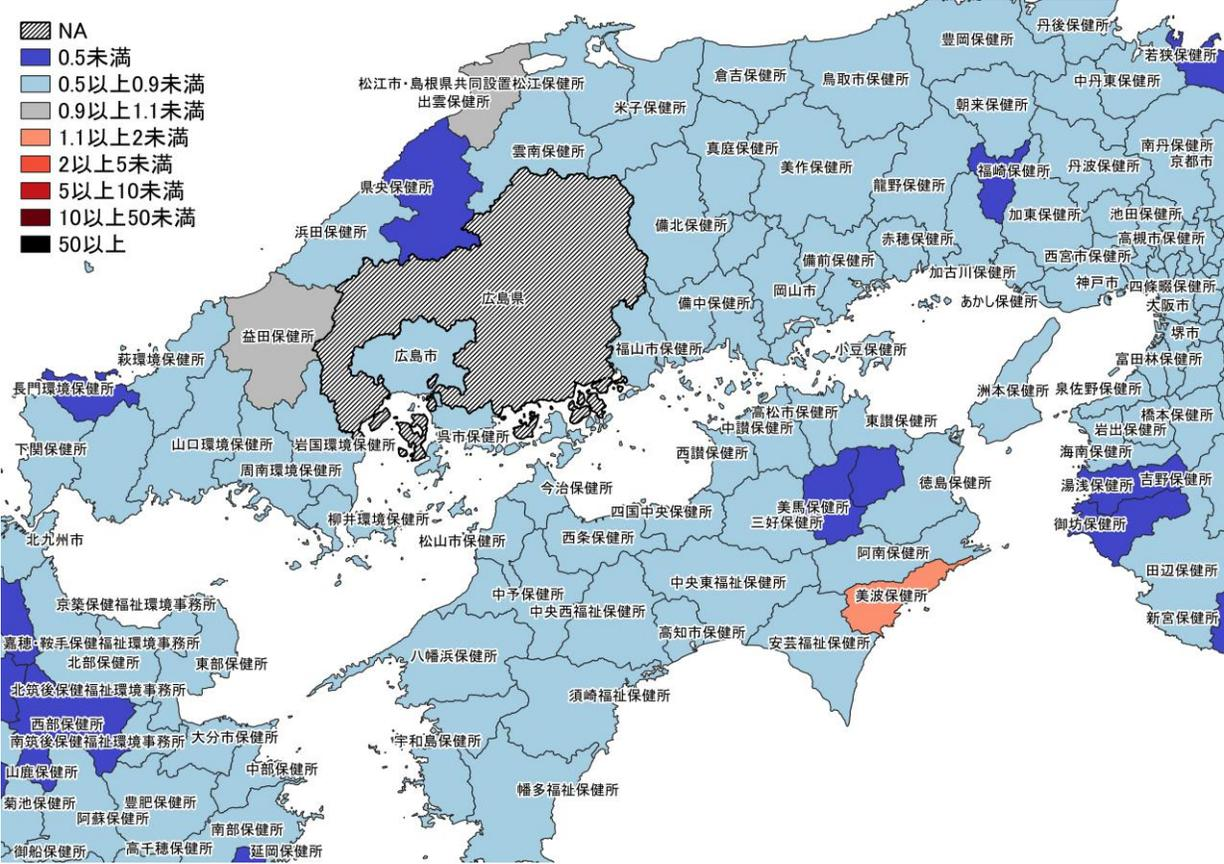 NA
0.5未満
0.5以上0.9未満
0.9以上1.1未満
1.1以上2未満
2以上5未満
5以上10未満
10以上50未満
50以上
丹後保健所
豊岡保健所
若狭保健所
松江市・島根県共同設置松江保健所
倉吉保健所
鳥取市保健所
中丹東保健所
出雲保健所
米子保健所
朝来保健所
雲南保健所
真庭保健所
美作保健所
南丹保健所
京都市
丹波保健所
福崎保健所
県央保健所
龍野保健所
加東保健所
池田保健所
浜田保健所
備北保健所
赤穂保健所
高槻市保健所
備前保健所
西宮市保健所
加古川保健所
神戸市
四條畷保健所
広島県
備中保健所
岡山市
あかし保健所
大阪市
益田保健所
堺市
萩環境保健所
広島市
福山市保健所
小豆保健所
富田林保健所
長門環境保健所
洲本保健所
泉佐野保健所
高松市保健所
中讃保健所
東讃保健所
橋本保健所
岩出保健所
下関保健所
山口環境保健所
岩国環境保健所
呉市保健所
西讃保健所
海南保健所
周南環境保健所
今治保健所
徳島保健所
湯浅保健所
吉野保健所
美馬保健所
三好保健所
四国中央保健所
柳井環境保健所
御坊保健所
北九州市
松山市保健所
西条保健所
阿南保健所
田辺保健所
中予保健所
中央東福祉保健所
京築保健福祉環境事務所
中央西福祉保健所
美波保健所
新宮保健所
嘉穂・鞍手保健福祉環境事務所
高知市保健所
安芸福祉保健所
北部保健所
東部保健所
八幡浜保健所
北筑後保健福祉環境事務所
須崎福祉保健所
西部保健所
南筑後保健福祉環境事務所
大分市保健所
宇和島保健所
山鹿保健所
中部保健所
幡多福祉保健所
菊池保健所
豊肥保健所
阿蘇保健所
南部保健所
御船保健所
高千穂保健所
延岡保健所